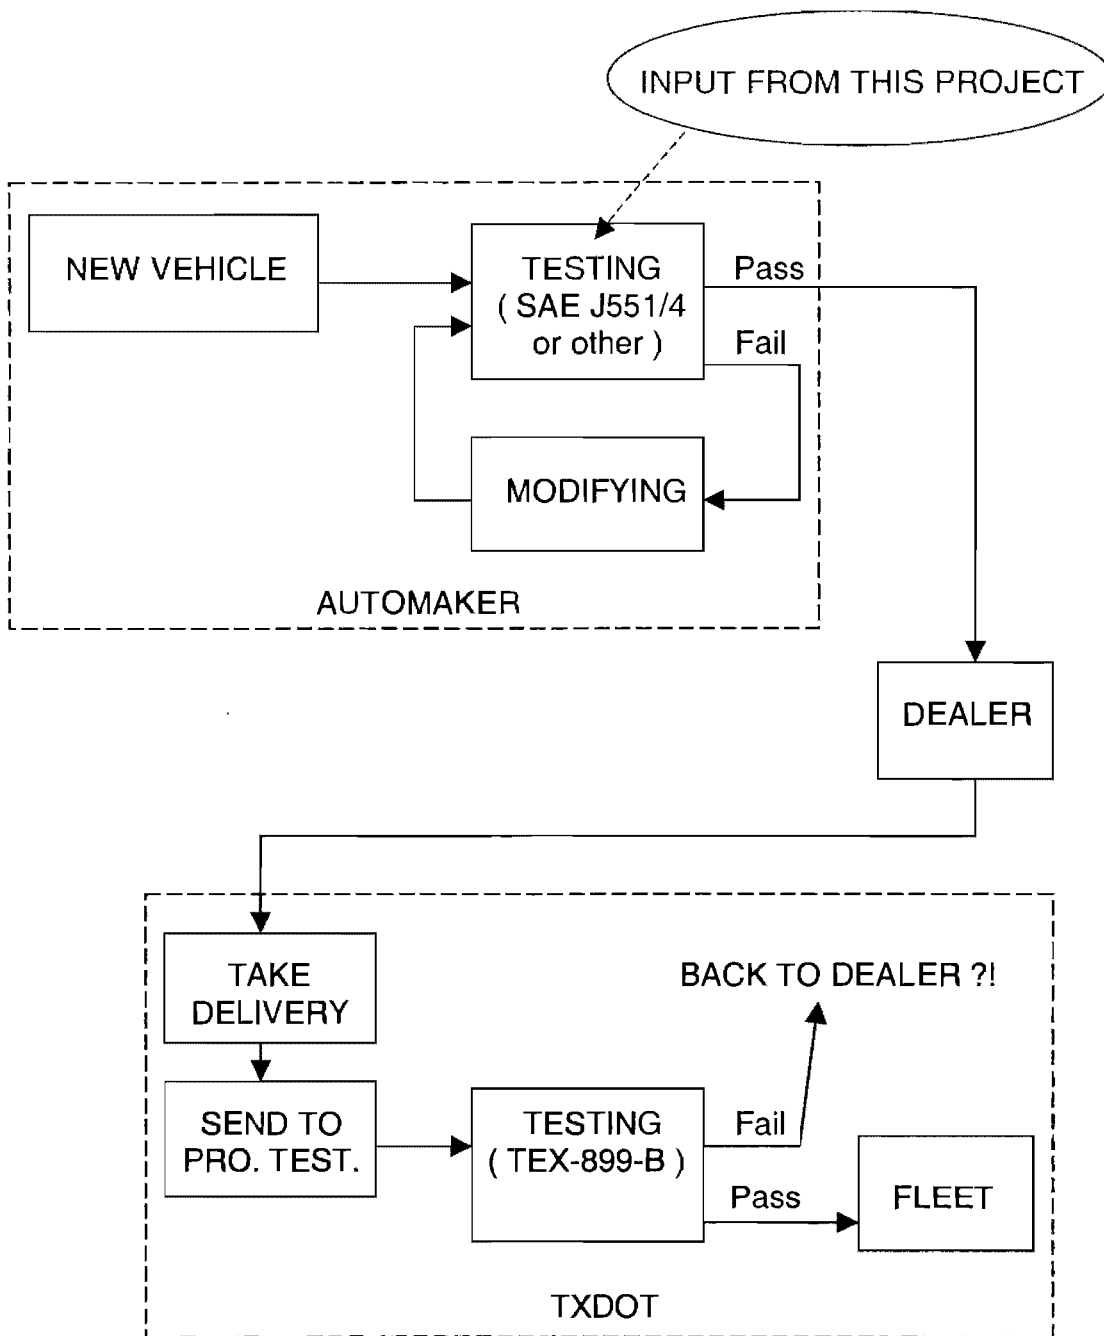 INPUT FROM THIS PROJECT
NEW VEHICLE
TESTING
( SAE J551/4
or other )
Pass
Fail
MODIFYING
AUTOMAKER
DEALER
TAKE
DELIVERY
BACK TO DEALER ?!
SEND TO
PRO. TEST.
TESTING
( TEX-899-B )
Fail
Pass
FLEET
TXDOT